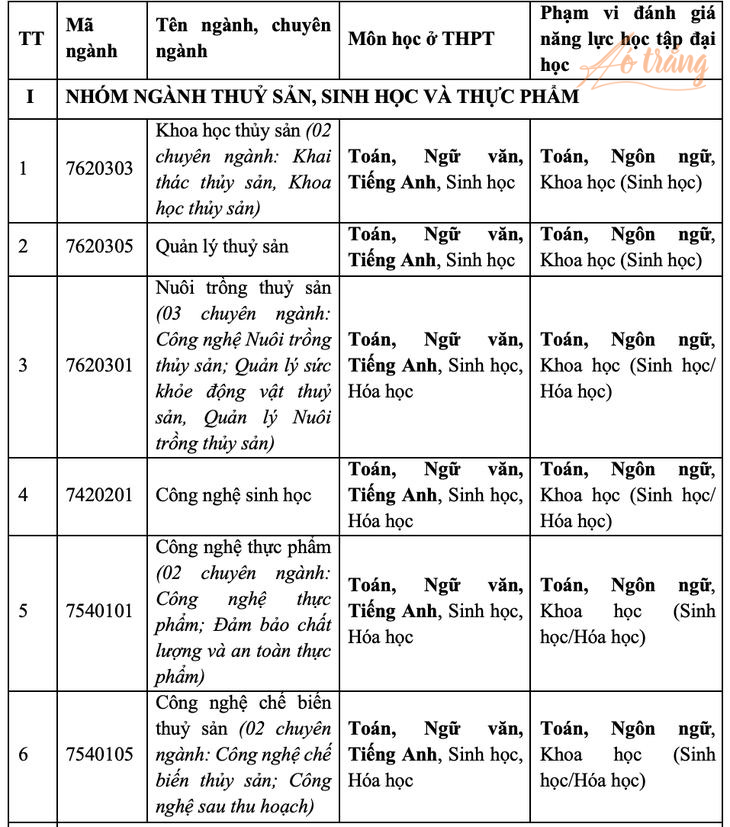 TT
Mã
ngành
Tên ngành, chuyên
ngành
Môn học ở THPT
Phạm vi đánh giá
năng lực học tập đại
học
Áo trắng
I
NHÓM NGÀNH THUỶ SẢN, SINH HỌC VÀ THỰC PHẨM
1
7620303
Khoa học thủy sản (02
chuyên ngành: Khai
thác thủy sản, Khoa
học thủy sản)
Toán, Ngữ văn,
Tiếng Anh, Sinh học
Toán, Ngôn ngữ,
Khoa học (Sinh học)
2
7620305
Quản lý thuỷ sản
Toán, Ngữ văn,
Tiếng Anh, Sinh học
Toán, Ngôn ngữ,
Khoa học (Sinh học)
3
7620301
Nuôi trồng thuỷ sản
(03 chuyên ngành:
Công nghệ Nuôi trồng
thủy sản; Quản lý sức
khỏe động vật thuỷ
sản, Quản lý Nuôi
trồng thủy sản)
Toán, Ngữ văn,
Tiếng Anh, Sinh học,
Hóa học
Toán, Ngôn ngữ,
Khoa học (Sinh học/
Hóa học)
4
7420201
Công nghệ sinh học
Toán, Ngữ văn,
Tiếng Anh, Sinh học,
Hóa học
Toán, Ngôn ngữ,
Khoa học (Sinh học/
Hóa học)
5
7540101
Công nghệ thực phẩm
(02 chuyên ngành:
Công nghệ thực
phẩm; Đảm bảo chất
lượng và an toàn thực
phẩm)
Toán, Ngữ văn,
Tiếng Anh, Sinh học,
Hóa học
Toán, Ngôn ngữ,
Khoa học (Sinh
học/Hóa học)
6
7540105
Công nghệ chế biến
thuỷ sản (02 chuyên
ngành: Công nghệ chế
biến thủy sản; Công
nghệ sau thu hoạch)
Toán, Ngữ văn,
Tiếng Anh, Sinh học,
Hóa học
Toán, Ngôn ngữ,
Khoa học (Sinh
học/Hóa học)